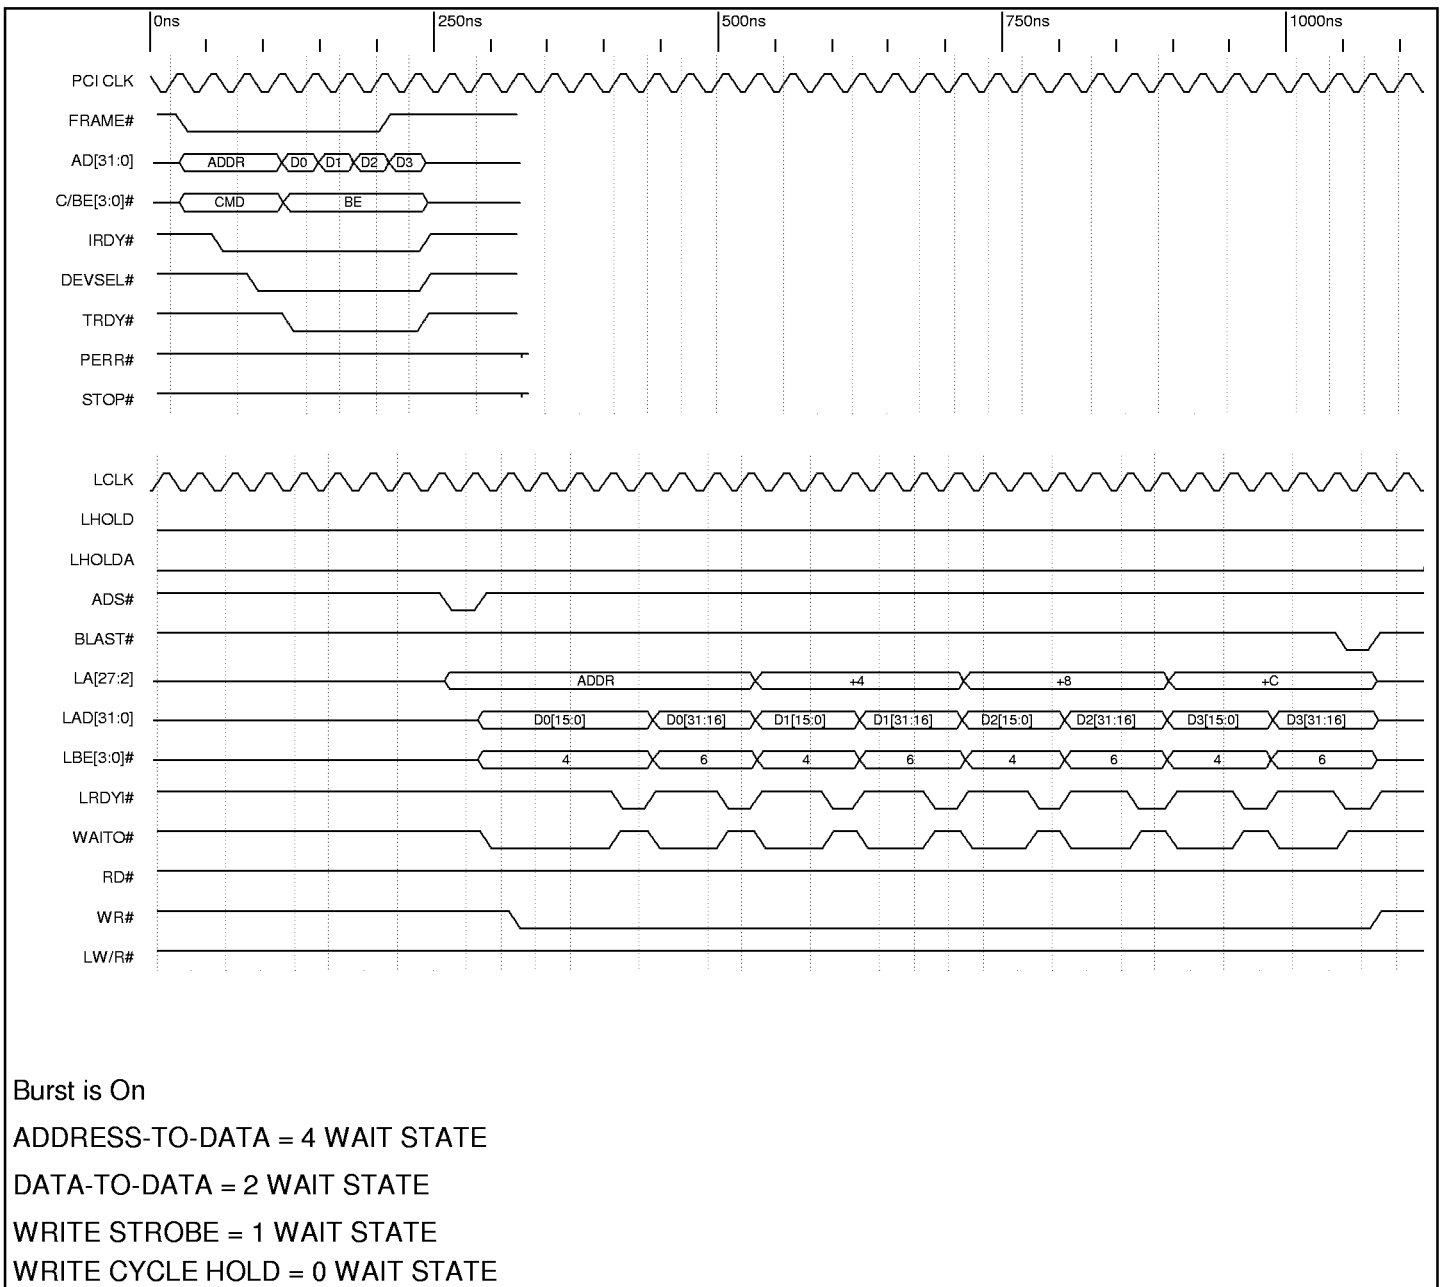 0ns 250ns 500ns 750ns 1000ns
PCI CLK
FRAME#
AD[31:0] ADDR D0 D1 D2 D3
C/BE[3:0]# CMD BE
IRDY#
DEVSEL#
TRDY#
PERR#
STOP#
LCLK
LHOLD
LHOLDA
ADS#
BLAST#
LA[27:2] ADDR +4 +8 +C
LAD[31:0] D0[15:0] D0[31:16] D1[15:0] D1[31:16] D2[15:0] D2[31:16] D3[15:0] D3[31:16]
LBE[3:0]# 4 6 4 6 4 6 4 6
LRDYI#
WAITO#
RD#
WR#
LW/R#
Burst is On
ADDRESS-TO-DATA = 4 WAIT STATE
DATA-TO-DATA = 2 WAIT STATE
WRITE STROBE = 1 WAIT STATE
WRITE CYCLE HOLD = 0 WAIT STATE